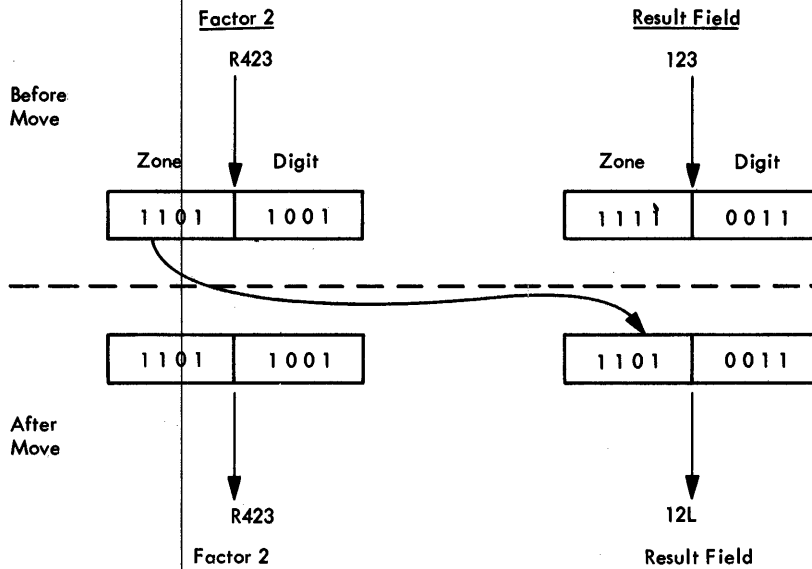 Factor 2 Result Field
R423 123
Before
Move
Zone Digit Zone Digit
1101 1001 1111 0011
1101 1001 1101 0011
After
Move
R423 12L
Factor 2 Result Field